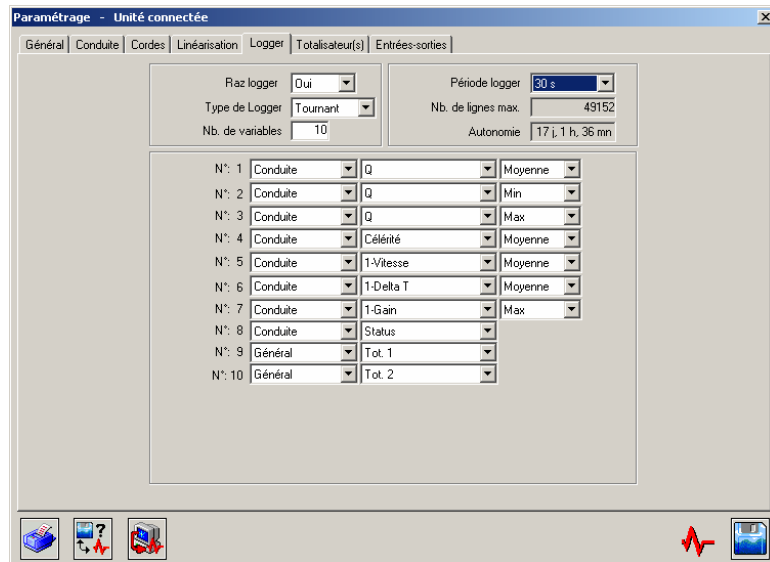 Paramétrage - Unité connectée
Général Conduite Cordes Linéarisation Logger Totalisateur(s) Entrées-sorties
Raz logger Oui
Type de Logger Tournant
Nb. de variables 10
Période logger 30 s
Nb. de lignes max. 49152
Autonomie 17 j, 1 h, 36 mn
N°: 1 Conduite Q Moyenne
N°: 2 Conduite Q Min
N°: 3 Conduite Q Max
N°: 4 Conduite Célérité Moyenne
N°: 5 Conduite 1-Vitesse Moyenne
N°: 6 Conduite 1-Delta T Moyenne
N°: 7 Conduite 1-Gain Max
N°: 8 Conduite Status
N°: 9 Général Tot. 1
N°: 10 Général Tot. 2
?